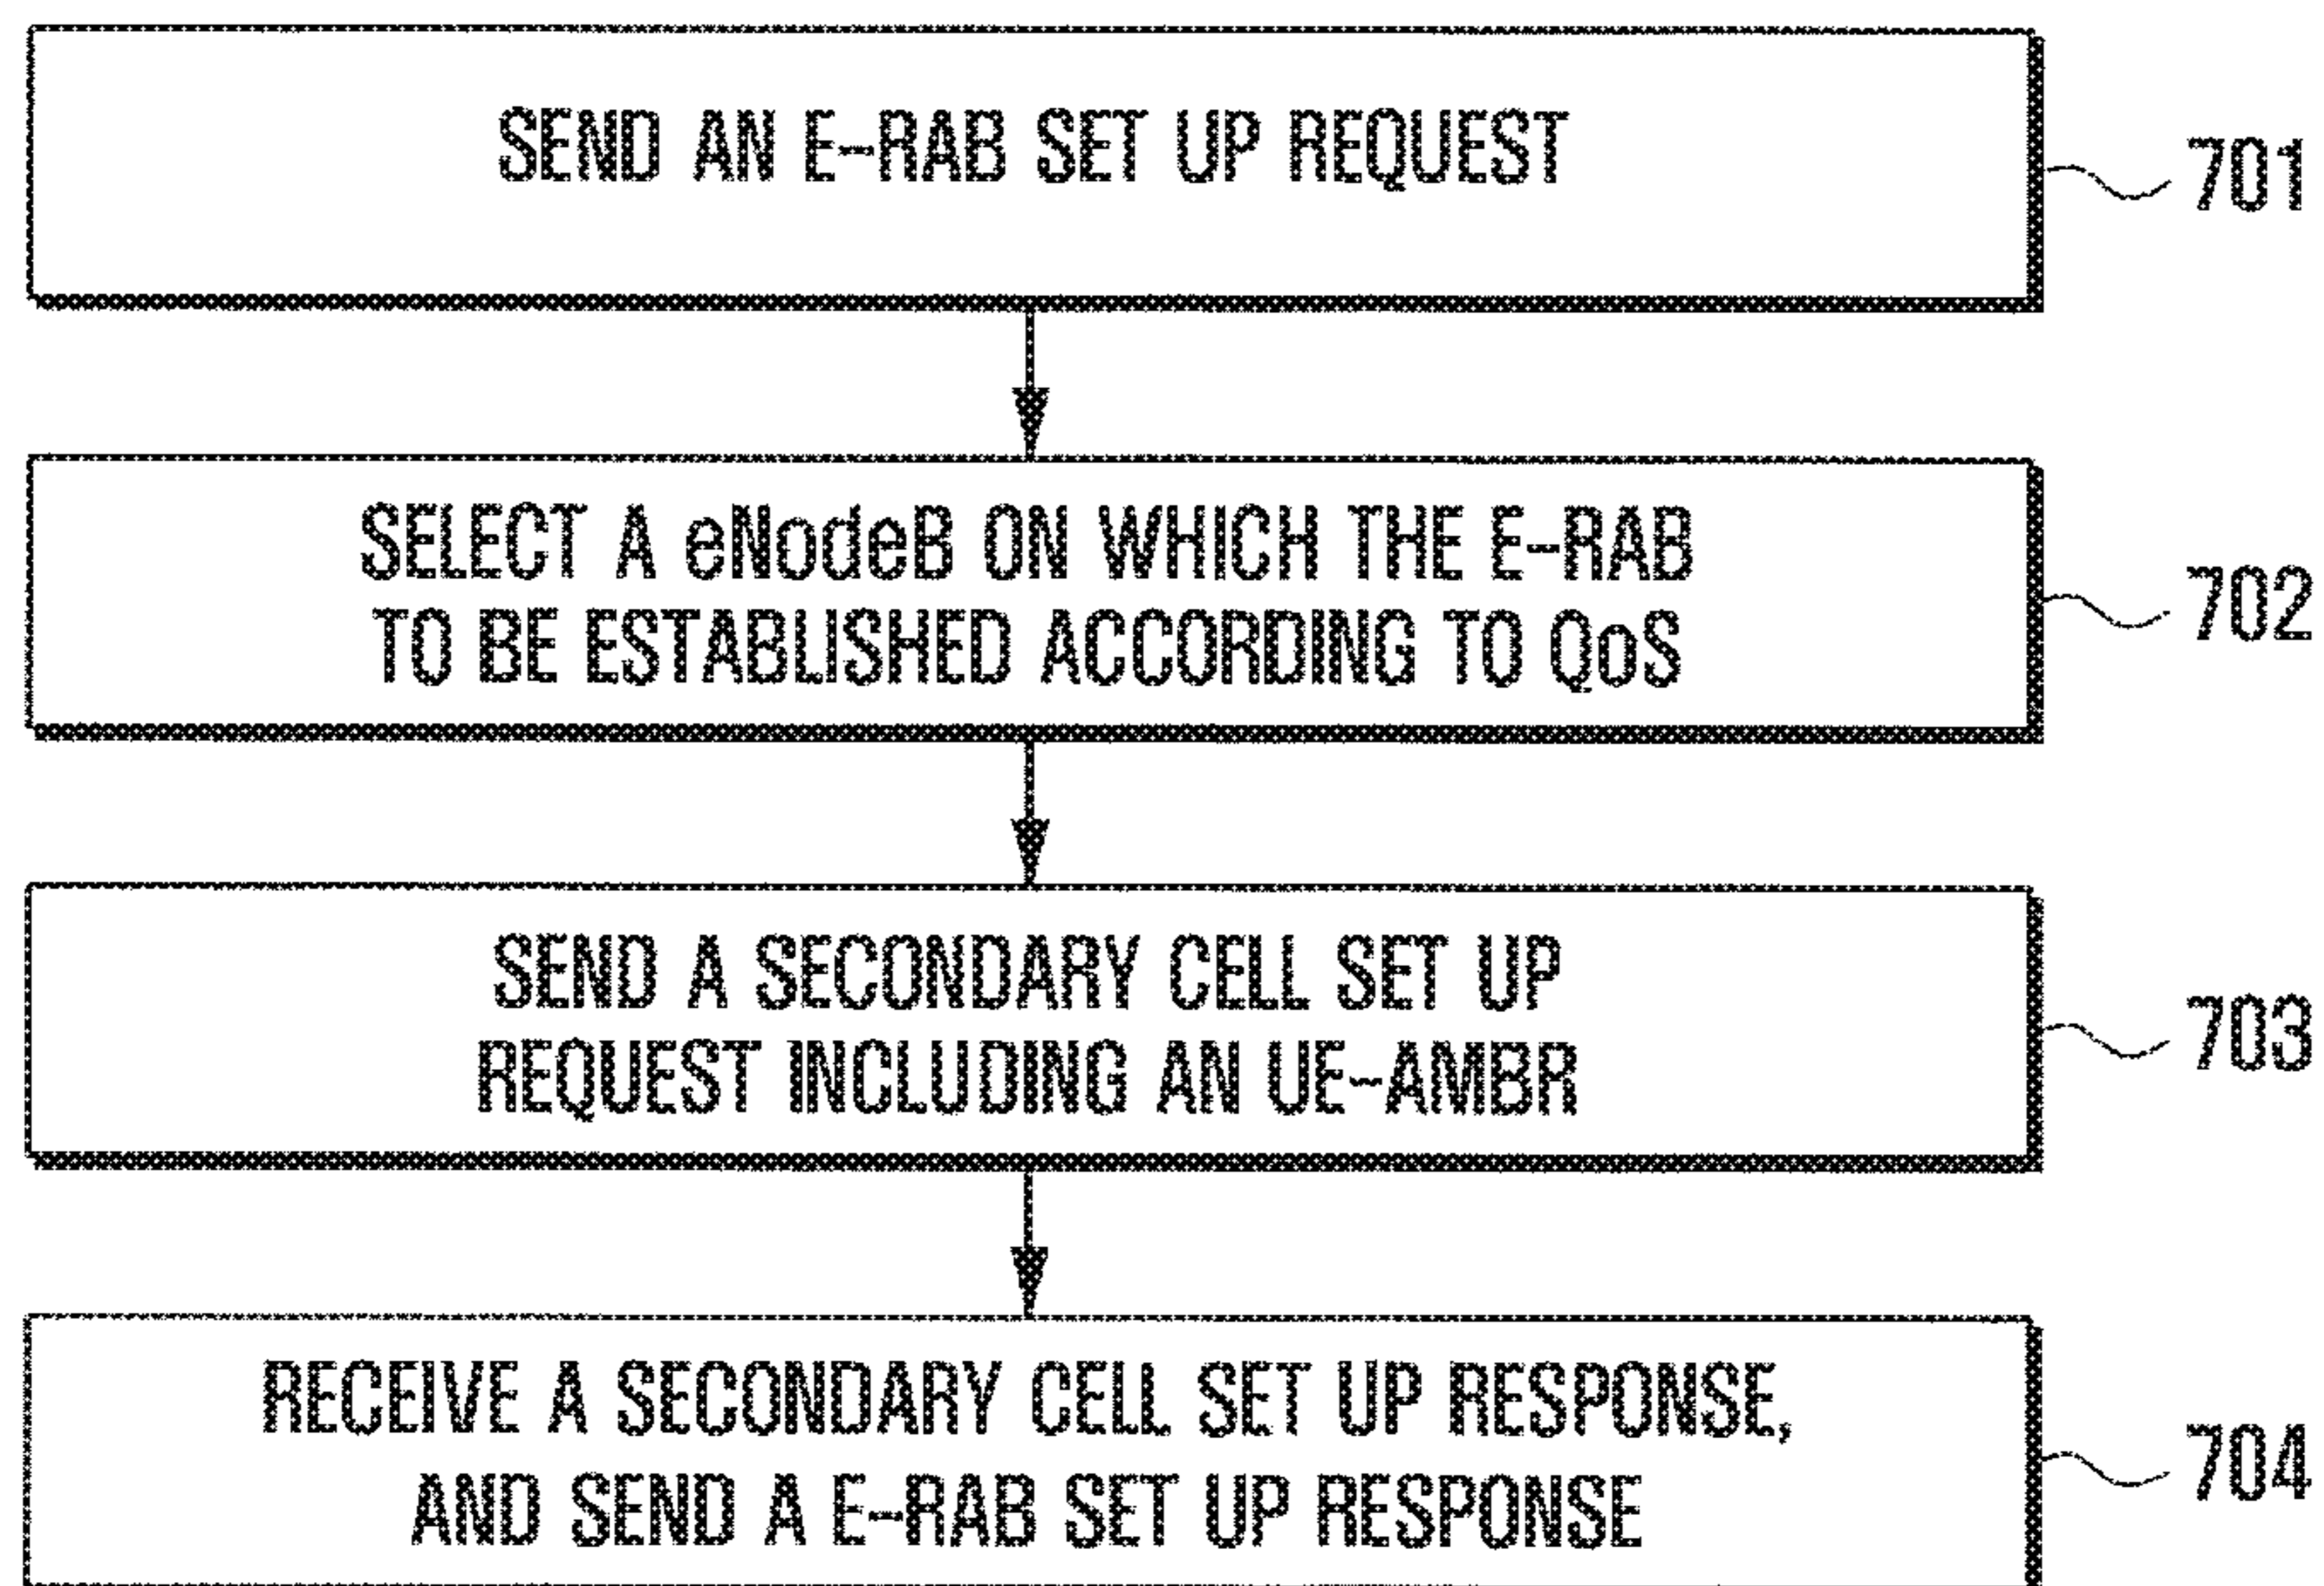 SEND AN E-RAB SET UP REQUEST
701
SELECT A eNodeB ON WHICH THE E-RAB
TO BE ESTABLISHED ACCORDING TO QoS
702
SEND A SECONDARY CELL SET UP
REQUEST INCLUDING AN UE-AMBR
703
RECEIVE A SECONDARY CELL SET UP RESPONSE,
AND SEND A E-RAB SET UP RESPONSE
704